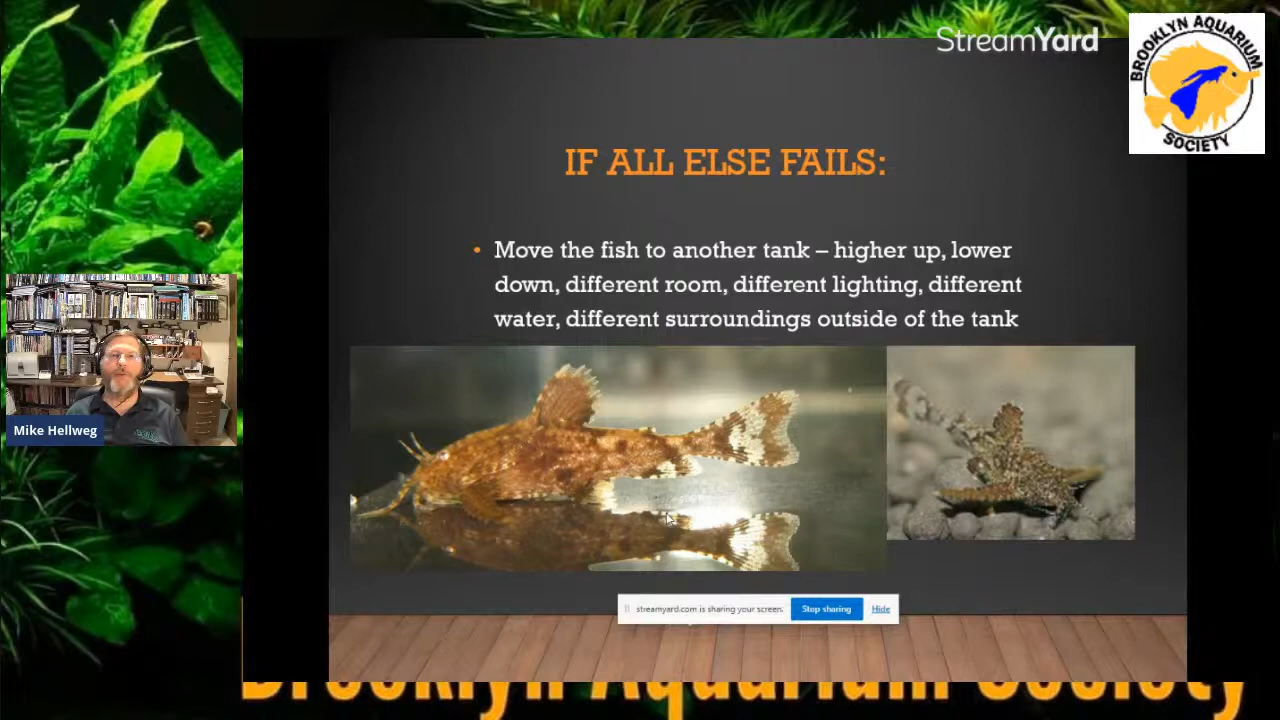 StreamYard
BROOKLYN AQUARIUM
SOCIETY
IF ALL ELSE FAILS:
• Move the fish to another tank – higher up, lower
down, different room, different lighting, different
water, different surroundings outside of the tank
Mike Hellweg
streamyard.com is sharing your screen.
Stop sharing
Hide
Brooklyn Aquarium Society